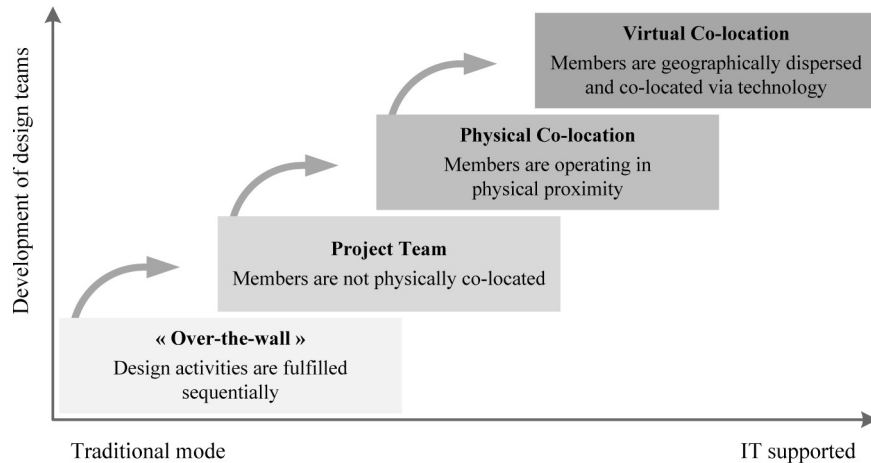 Development of design teams
Virtual Co-location
Members are geographically dispersed
and co-located via technology
Physical Co-location
Members are operating in
physical proximity
Project Team
Members are not physically co-located
« Over-the-wall »
Design activities are fulfilled
sequentially
Traditional mode
IT supported